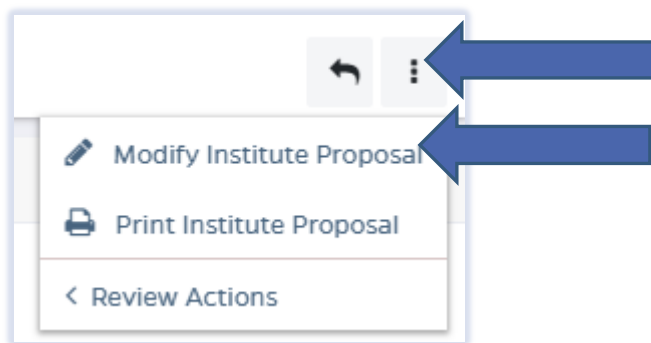 Modify Institute Proposal
Print Institute Proposal
< Review Actions